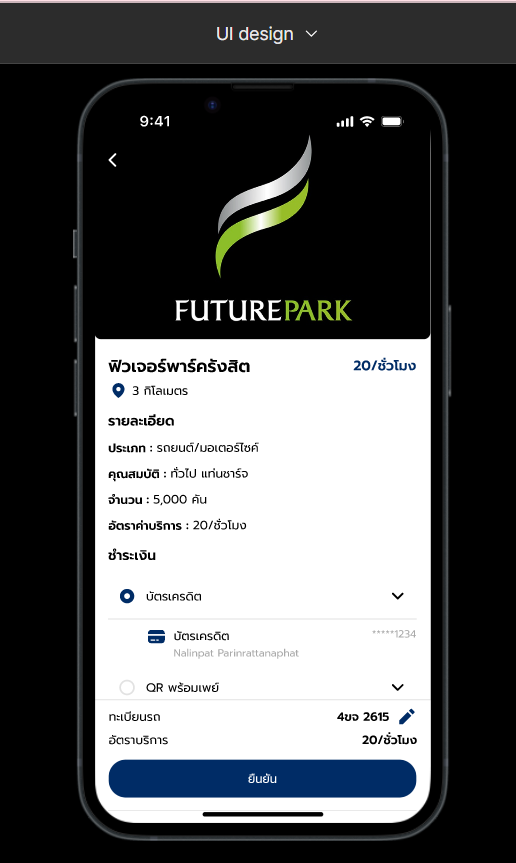 UI design
9:41
FUTUREPARK
ฟิวเจอร์พาร์ครังสิต 20/ชั่วโมง
3 กิโลเมตร
รายละเอียด
ประเภท : รถยนต์/มอเตอร์ไซค์
คุณสมบัติ : ทั่วไป แท่นชาร์จ
จำนวน : 5,000 คัน
อัตราค่าบริการ : 20/ชั่วโมง
ชำระเงิน
บัตรเครดิต
บัตรเครดิต *****1234
Nalinpat Parinrattanaphat
QR พร้อมเพย์
ทะเบียนรถ 4ขจ 2615
อัตราบริการ 20/ชั่วโมง
ยืนยัน